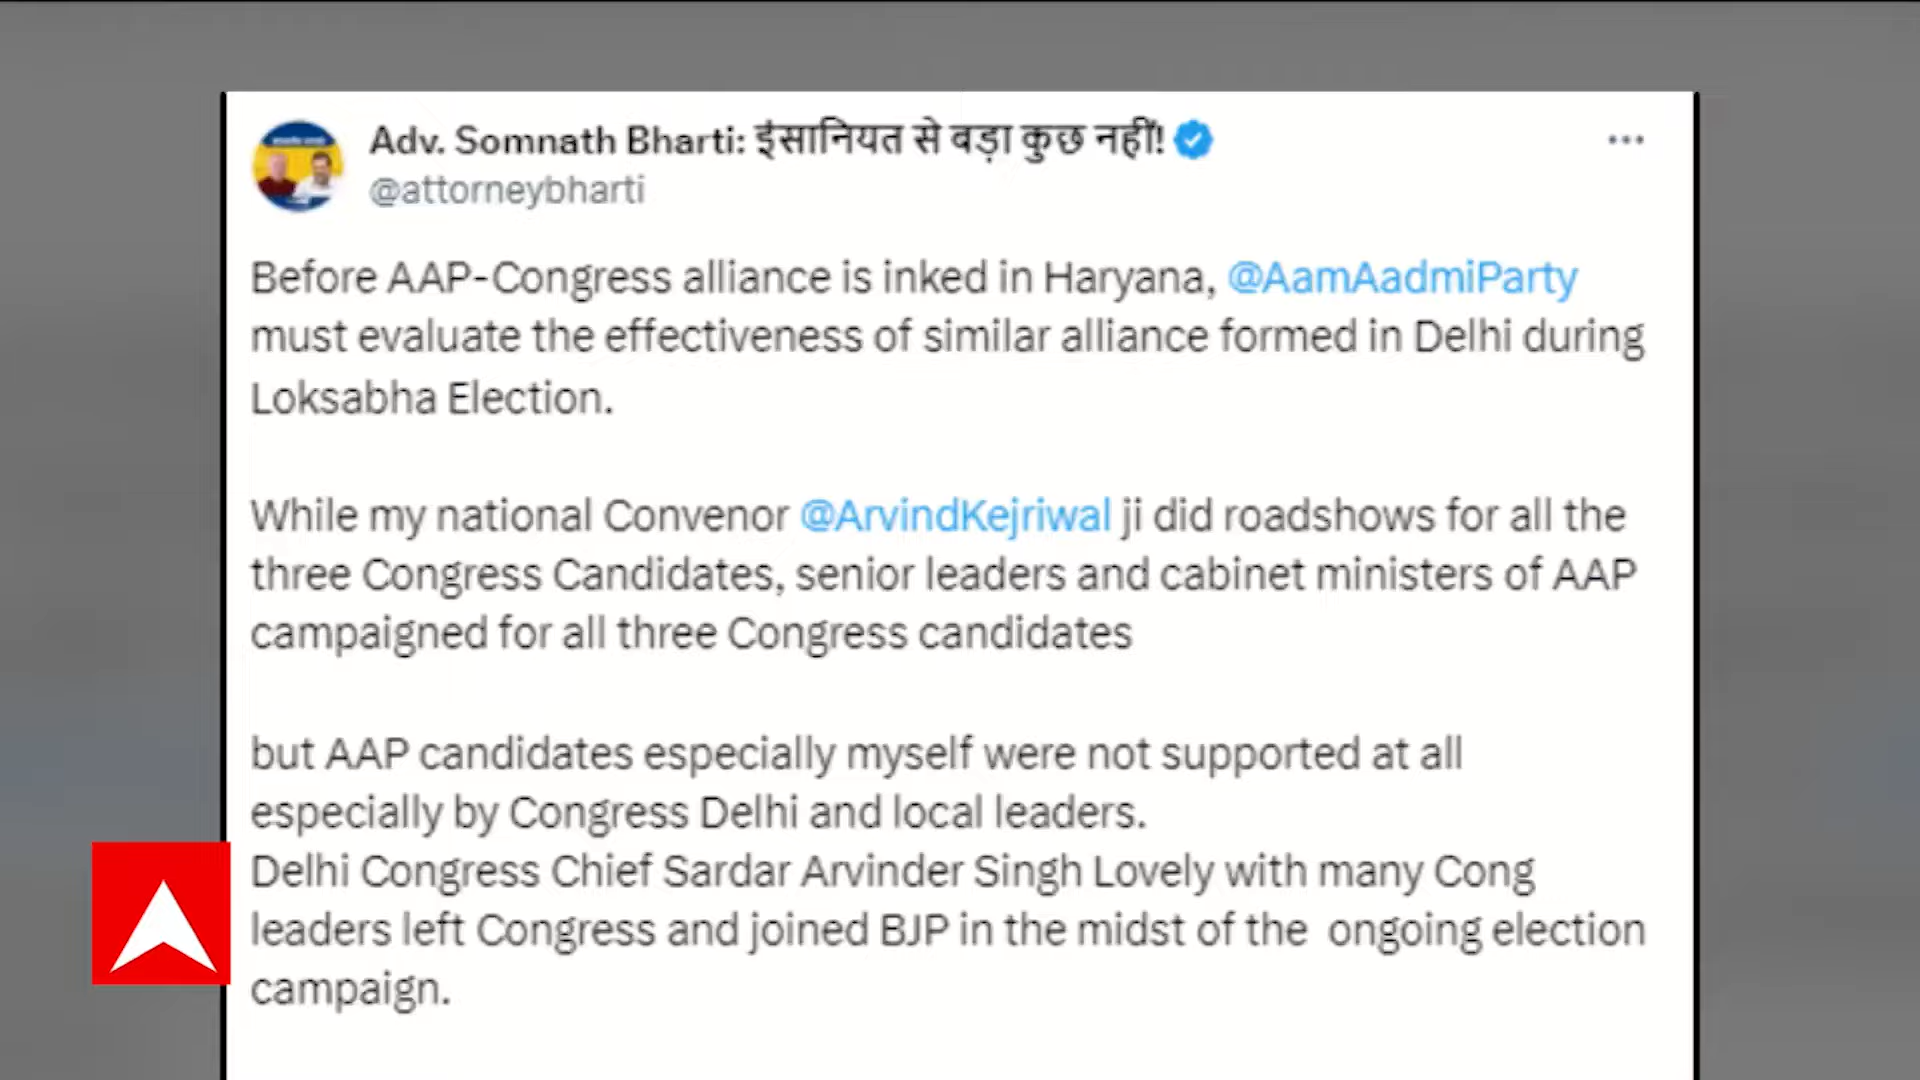 Adv. Somnath Bharti: इंसानियत से बड़ा कुछ नहीं!
@attorneybharti
Before AAP-Congress alliance is inked in Haryana, @AamAadmiParty
must evaluate the effectiveness of similar alliance formed in Delhi during
Loksabha Election.
While my national Convenor @ArvindKejriwal ji did roadshows for all the
three Congress Candidates, senior leaders and cabinet ministers of AAP
campaigned for all three Congress candidates
but AAP candidates especially myself were not supported at all
especially by Congress Delhi and local leaders.
Delhi Congress Chief Sardar Arvinder Singh Lovely with many Cong
leaders left Congress and joined BJP in the midst of the ongoing election
campaign.